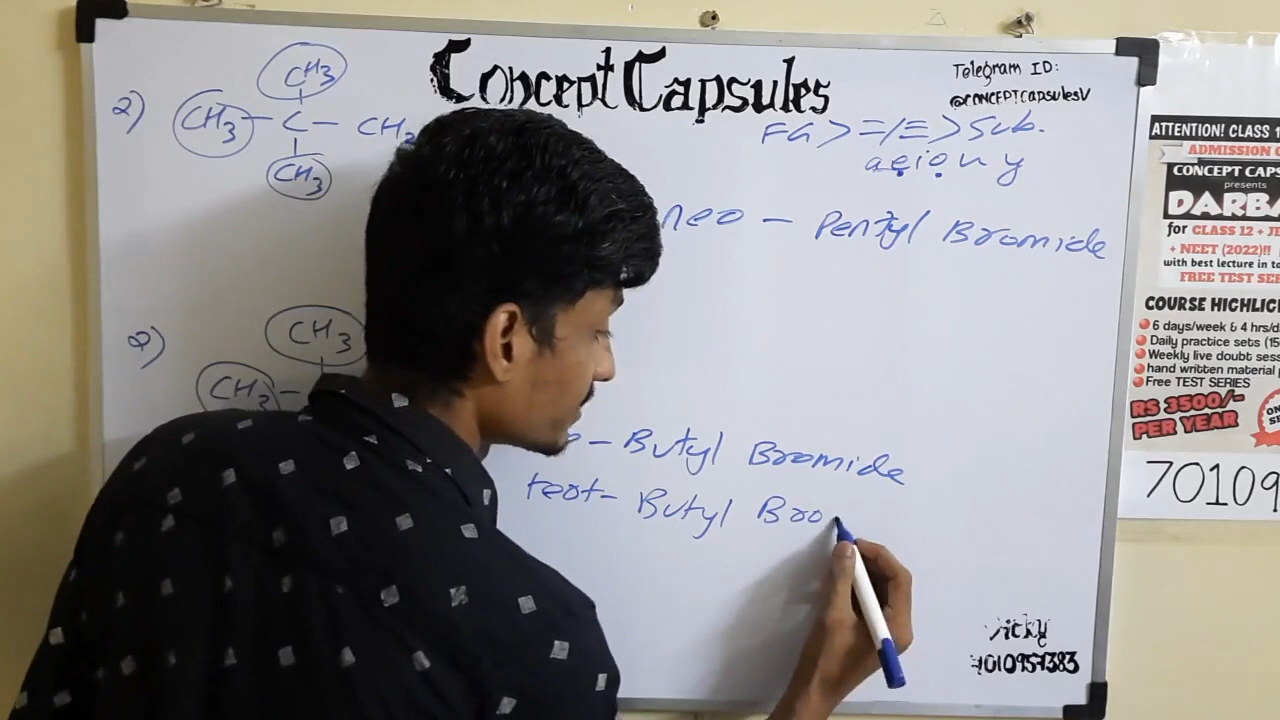 Concept Capsules
Telegram ID:
@CONCEPTCapsulesV
2)
CH3
CH3 - C - CH2
CH3
FG > =/≡ > Sub.
a e i o u y
neo - Pentyl Bromide
CH3
CH3 -
- Butyl Bromide
tert- Butyl Bro
Vicky
7010957383
ATTENTION! CLASS 1
ADMISSION O
CONCEPT CAPS
presents
DARBA
for CLASS 12 + JE
+ NEET (2022)!!
with best lecture in ta
FREE TEST SER
COURSE HIGHLIG
6 days/week & 4 hrs/d
Daily practice sets (15
Weekly live doubt sess
hand written material p
Free TEST SERIES
RS 3500/-
PER YEAR
70109